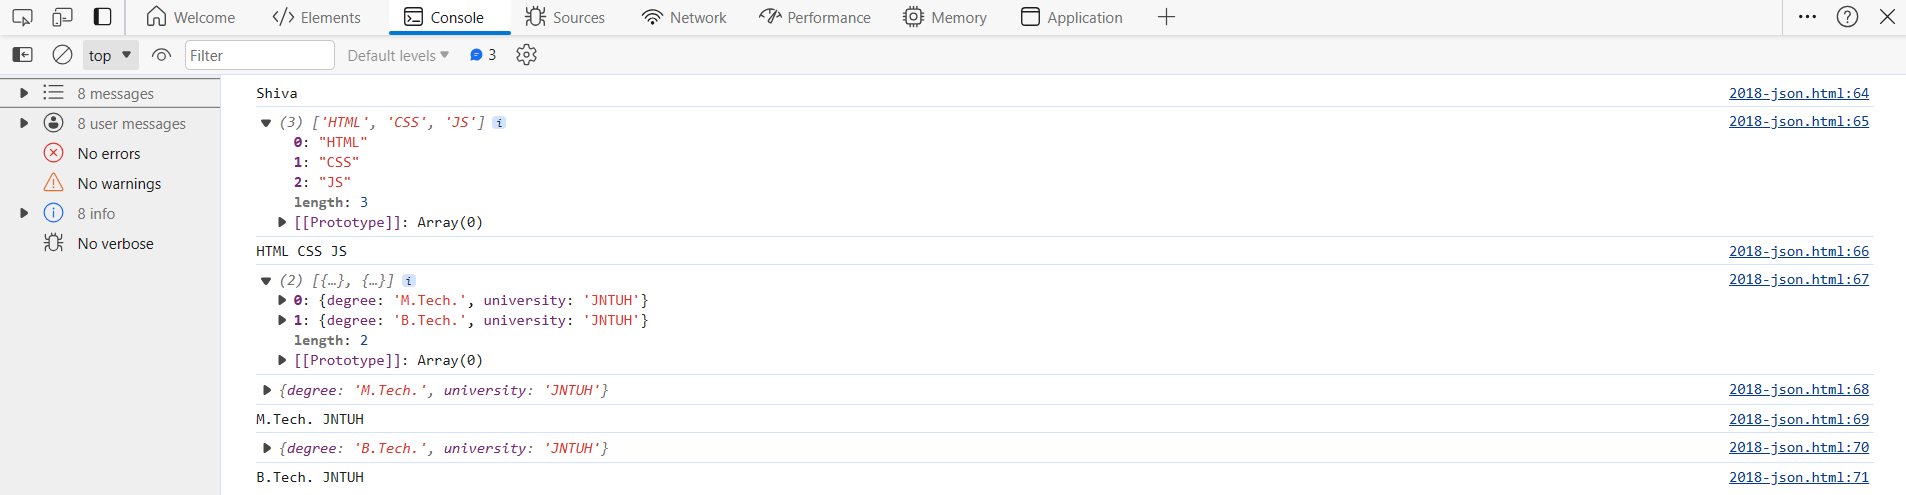 Welcome Elements Console Sources Network Performance Memory Application
top Filter Default levels 3
8 messages
8 user messages
No errors
No warnings
8 info
No verbose
Shiva 2018-json.html:64
(3) ['HTML', 'CSS', 'JS'] i 2018-json.html:65
0: "HTML"
1: "CSS"
2: "JS"
length: 3
[[Prototype]]: Array(0)
HTML CSS JS 2018-json.html:66
(2) [{…}, {…}] i 2018-json.html:67
0: {degree: 'M.Tech.', university: 'JNTUH'}
1: {degree: 'B.Tech.', university: 'JNTUH'}
length: 2
[[Prototype]]: Array(0)
{degree: 'M.Tech.', university: 'JNTUH'} 2018-json.html:68
M.Tech. JNTUH 2018-json.html:69
{degree: 'B.Tech.', university: 'JNTUH'} 2018-json.html:70
B.Tech. JNTUH 2018-json.html:71